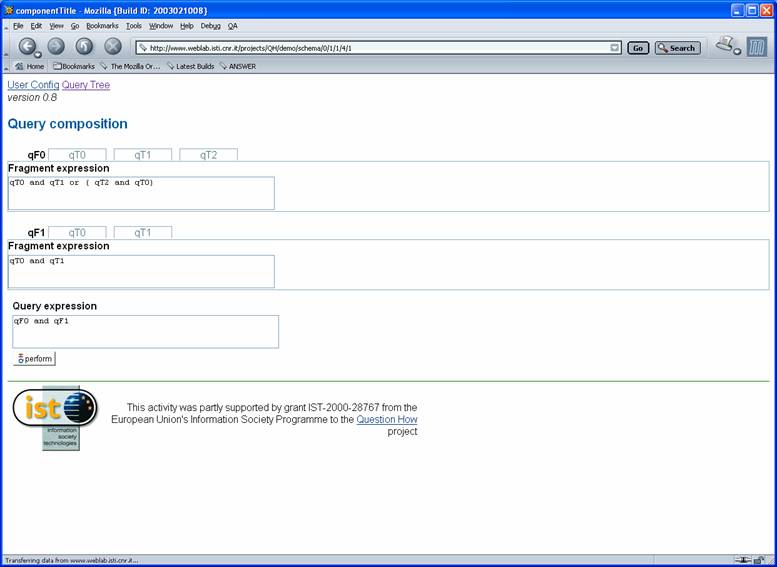 componentTitle - Mozilla {Build ID: 2003021008}
File Edit View Go Bookmarks Tools Window Help Debug QA
http://www.weblab.isti.cnr.it/projects/QH/demo/schema/0/1/1/4/1 Go Search
Home Bookmarks The Mozilla Or... Latest Builds ANSWER
User Config Query Tree
version 0.8
Query composition
qF0 qT0 qT1 qT2
Fragment expression
qT0 and qT1 or ( qT2 and qT0)
qF1 qT0 qT1
Fragment expression
qT0 and qT1
Query expression
qF0 and qF1
perform
ist
information
society
technologies
This activity was partly supported by grant IST-2000-28767 from the
European Union's Information Society Programme to the Question How
project
Transferring data from www.weblab.isti.cnr.it...